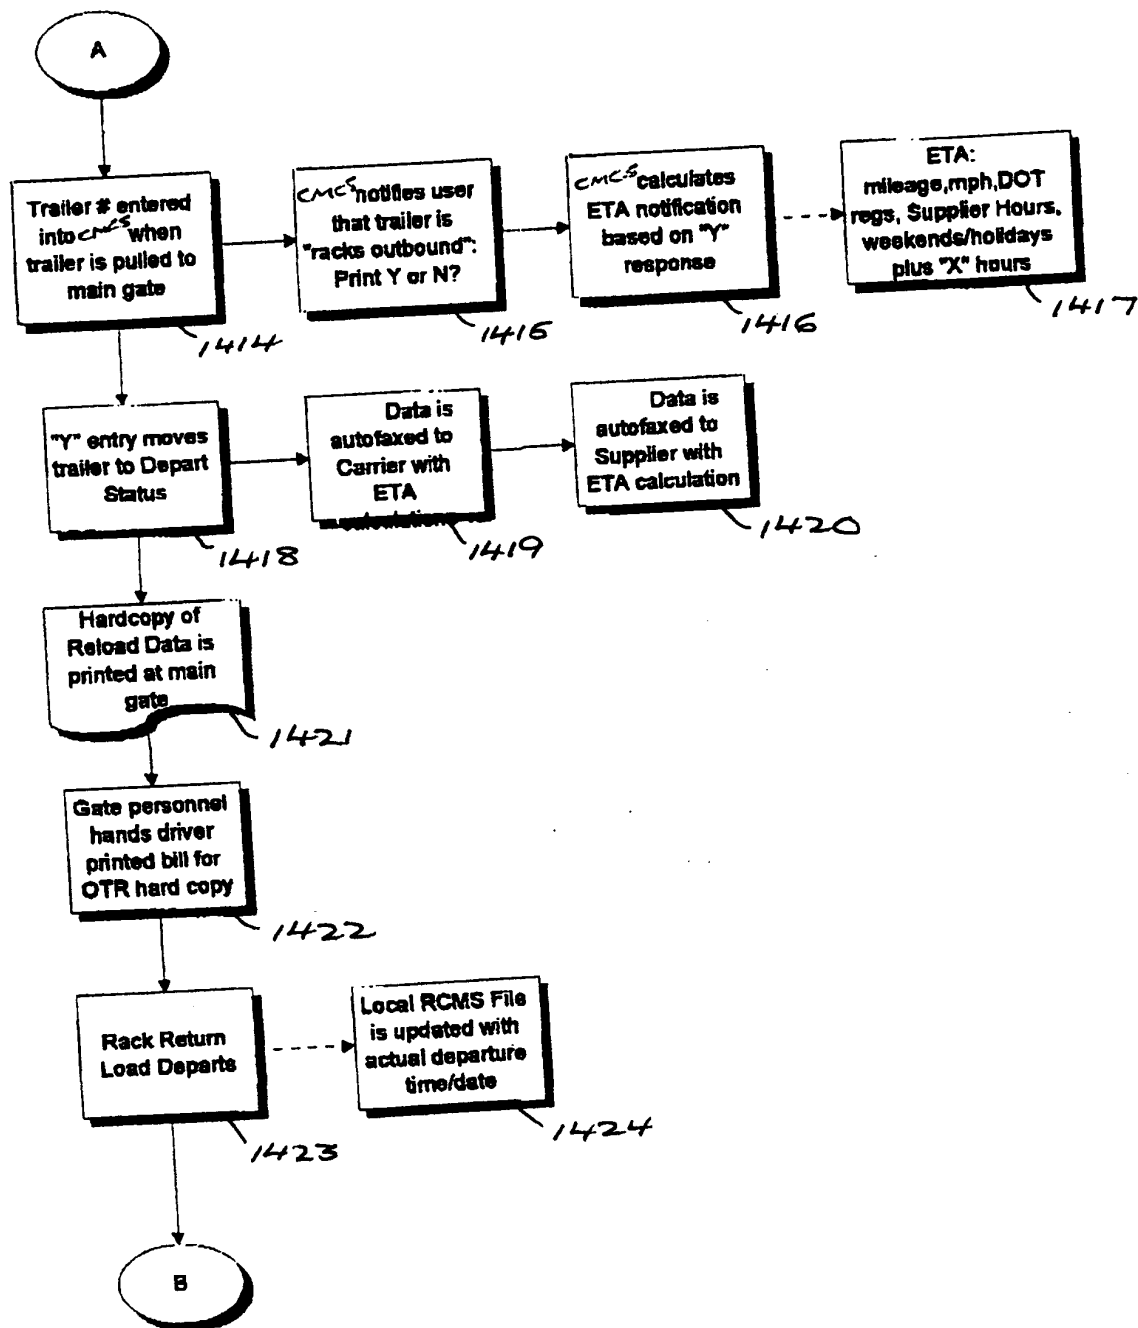 A
Trailer # entered
into CMCS when
trailer is pulled to
main gate
1414
CMCS notifies user
that trailer is
"racks outbound":
Print Y or N?
1415
CMCS calculates
ETA notification
based on "Y"
response
1416
ETA:
mileage,mph,DOT
regs, Supplier Hours,
weekends/holidays
plus "X" hours
1417
"Y" entry moves
trailer to Depart
Status
1418
Data is
autofaxed to
Carrier with
ETA
calculations
1419
Data is
autofaxed to
Supplier with
ETA calculation
1420
Hardcopy of
Reload Data is
printed at main
gate
1421
Gate personnel
hands driver
printed bill for
OTR hard copy
1422
Rack Return
Load Departs
1423
Local RCMS File
is updated with
actual departure
time/date
1424
B